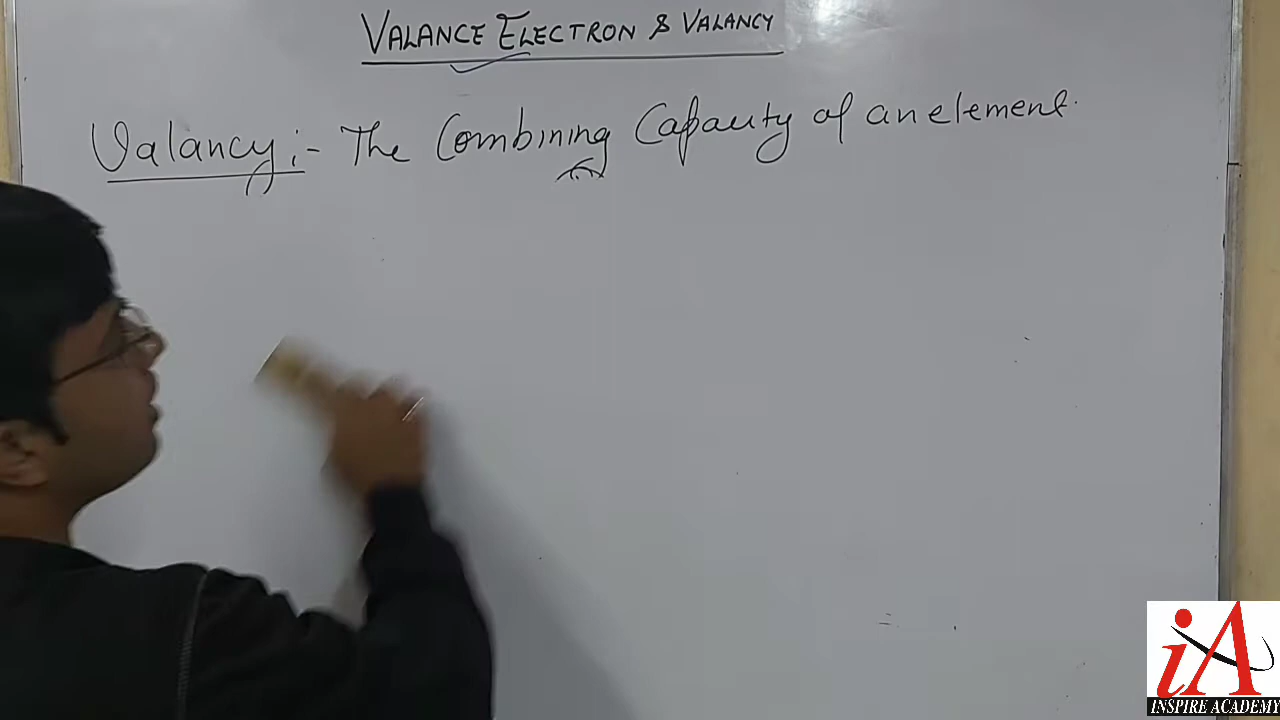 VALANCE ELECTRON & VALANCY
Valancy :- The Combining Capacity of an element.
iA
INSPIRE ACADEMY